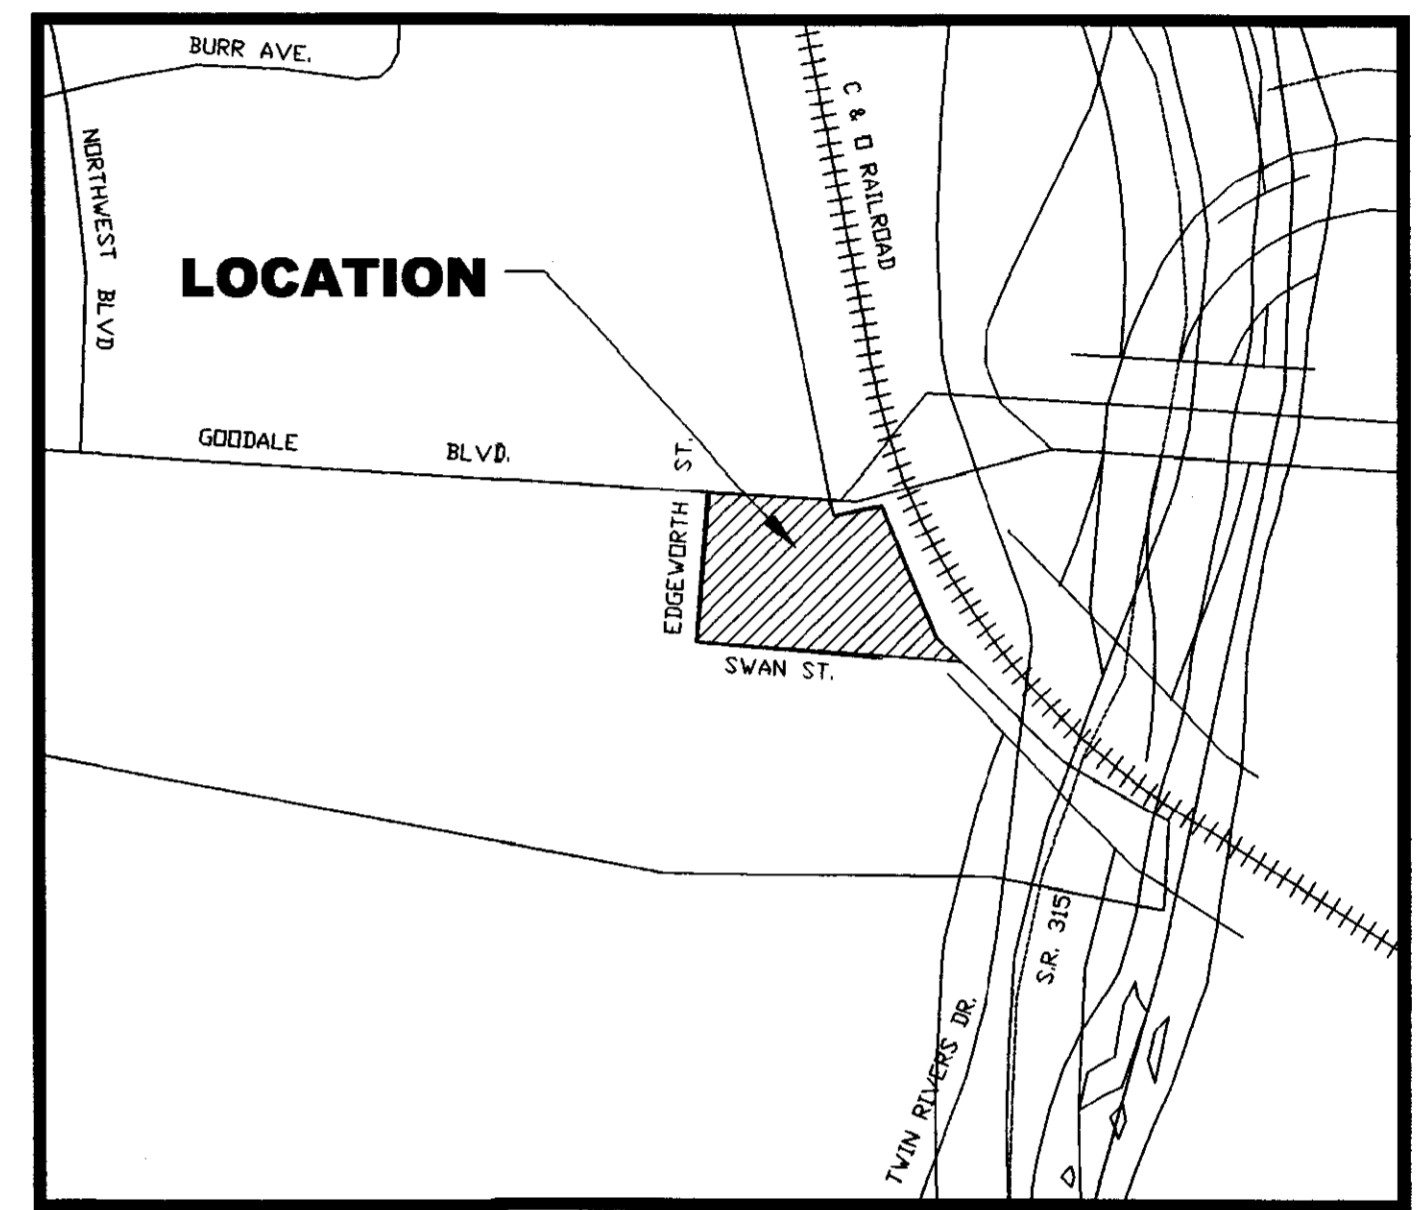 BURR AVE.
NORTHWEST BLVD
C & O RAILROAD
LOCATION
GOODALE BLVD.
EDGEWORTH ST.
SWAN ST.
S.R. 315
TWIN RIVERS DR.